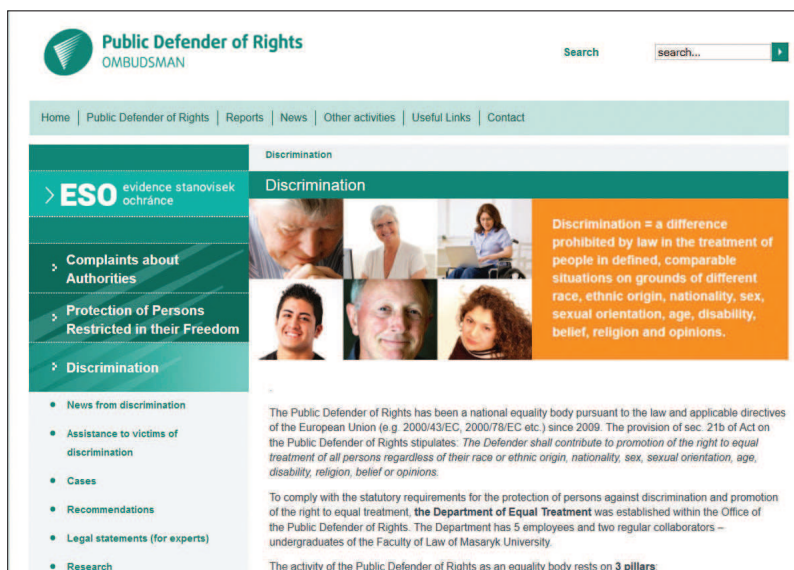 Public Defender of Rights
OMBUDSMAN
Search
search...
Home | Public Defender of Rights | Reports | News | Other activities | Useful Links | Contact
ESO evidence stanovisek
ochránce
Complaints about
Authorities
Protection of Persons
Restricted in their Freedom
Discrimination
News from discrimination
Assistance to victims of
discrimination
Cases
Recommendations
Legal statements (for experts)
Research
Discrimination
Discrimination
Discrimination = a difference
prohibited by law in the treatment of
people in defined, comparable
situations on grounds of different
race, ethnic origin, nationality, sex,
sexual orientation, age, disability,
belief, religion and opinions.
The Public Defender of Rights has been a national equality body pursuant to the law and applicable directives
of the European Union (e.g. 2000/43/EC, 2000/78/EC etc.) since 2009. The provision of sec. 21b of Act on
the Public Defender of Rights stipulates: The Defender shall contribute to promotion of the right to equal
treatment of all persons regardless of their race or ethnic origin, nationality, sex, sexual orientation, age,
disability, religion, belief or opinions.
To comply with the statutory requirements for the protection of persons against discrimination and promotion
of the right to equal treatment, the Department of Equal Treatment was established within the Office of
the Public Defender of Rights. The Department has 5 employees and two regular collaborators –
undergraduates of the Faculty of Law of Masaryk University.
The activity of the Public Defender of Rights as an equality body rests on 3 pillars: